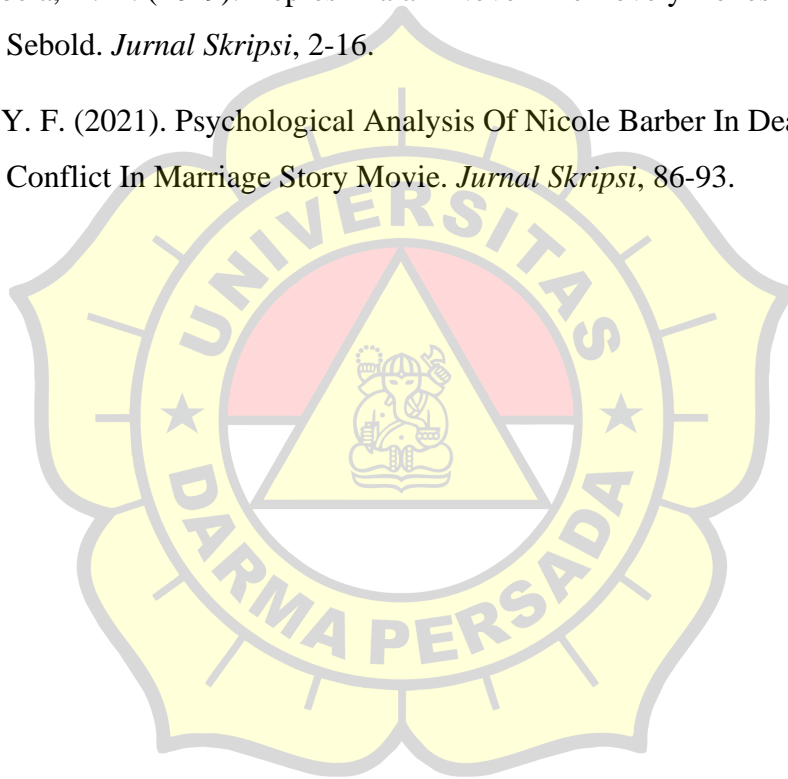 Sebold. Jurnal Skripsi, 2-16.
Y. F. (2021). Psychological Analysis Of Nicole Barber In
Conflict In Marriage Story Movie. Jurnal Skripsi, 86-93.
UNIVERSITAS
DARMA PERSADA